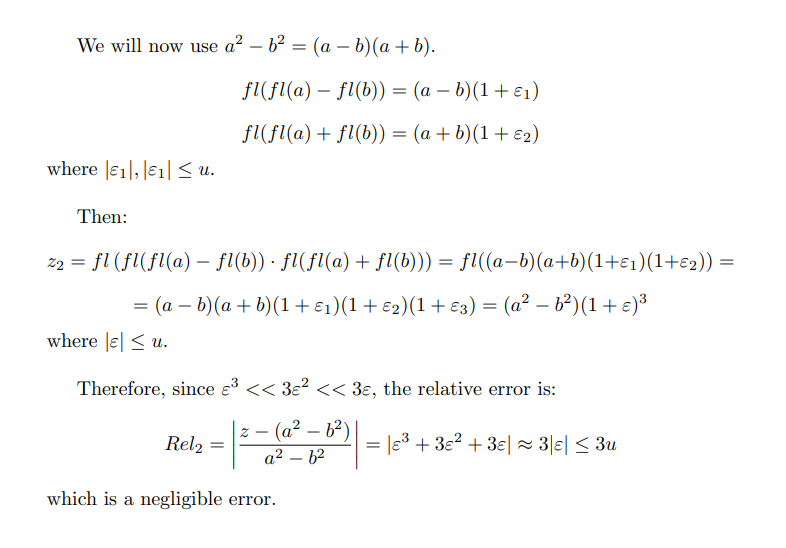 We will now use a² − b² = (a − b)(a + b).
fl(fl(a) − fl(b)) = (a − b)(1 + ε₁)
fl(fl(a) + fl(b)) = (a + b)(1 + ε₂)
where |ε₁|, |ε₁| ≤ u.
Then:
z₂ = fl (fl(fl(a) − fl(b)) · fl(fl(a) + fl(b))) = fl((a−b)(a+b)(1+ε₁)(1+ε₂)) =
= (a − b)(a + b)(1 + ε₁)(1 + ε₂)(1 + ε₃) = (a² − b²)(1 + ε)³
where |ε| ≤ u.
Therefore, since ε³ << 3ε² << 3ε, the relative error is:
Rel₂ = |z − (a² − b²) / a² − b²| = |ε³ + 3ε² + 3ε| ≈ 3|ε| ≤ 3u
which is a negligible error.